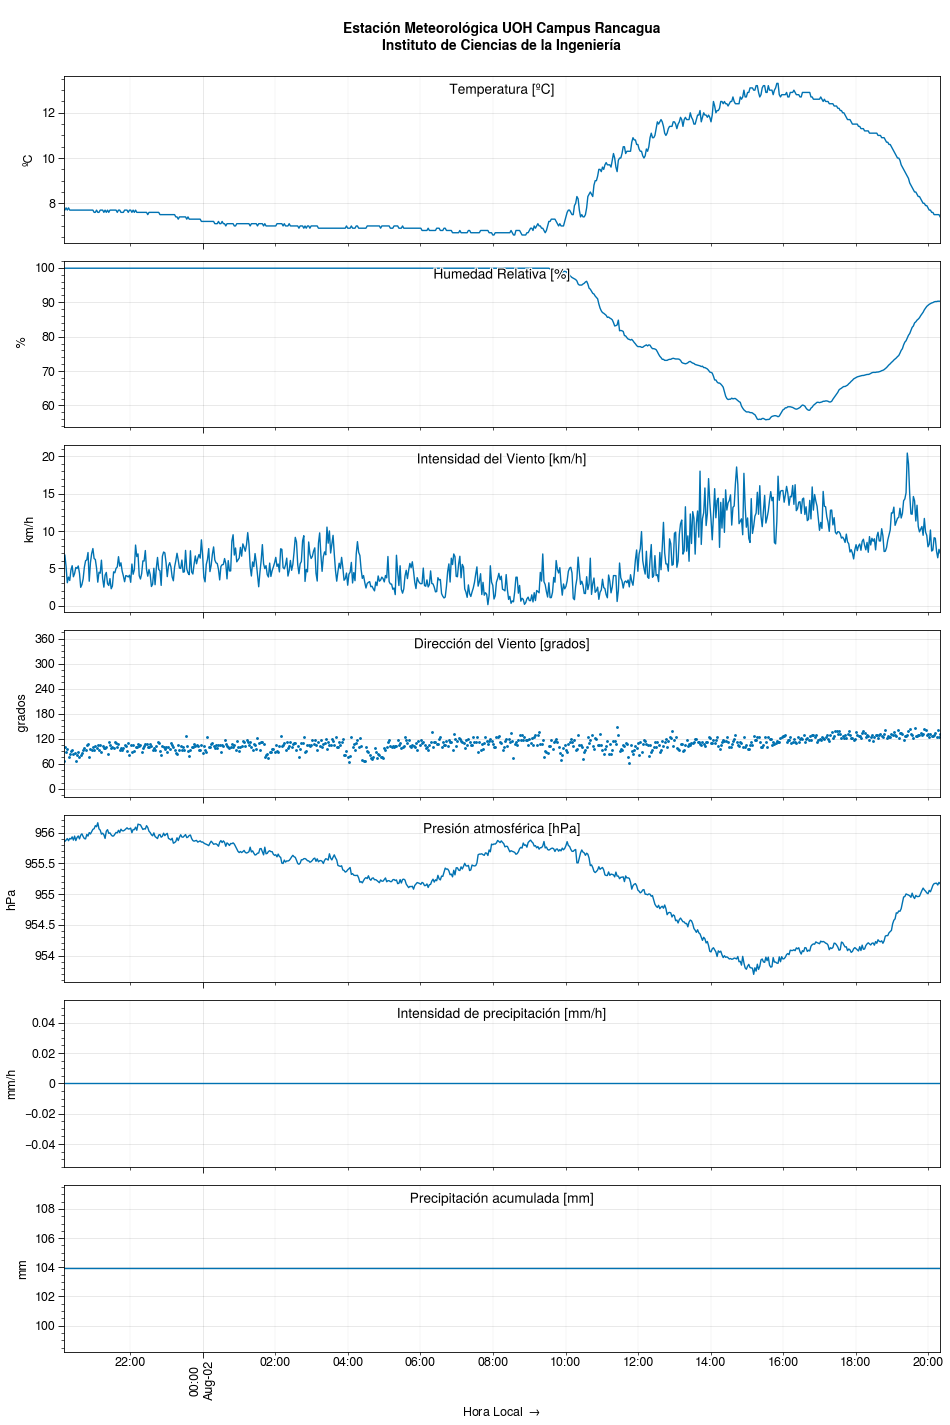 Estación Meteorológica UOH Campus Rancagua
Instituto de Ciencias de la Ingeniería
Temperatura [ºC]
12
10
8
ºC
Humedad Relativa [%]
100
90
80
70
60
%
Intensidad del Viento [km/h]
20
15
10
5
0
km/h
Dirección del Viento [grados]
360
300
240
180
120
60
0
grados
Presión atmosférica [hPa]
956
955.5
955
954.5
954
hPa
Intensidad de precipitación [mm/h]
0.04
0.02
0
−0.02
−0.04
mm/h
Precipitación acumulada [mm]
108
106
104
102
100
mm
22:00
00:00
Aug-02
02:00
04:00
06:00
08:00
10:00
12:00
14:00
16:00
18:00
20:00
Hora Local →